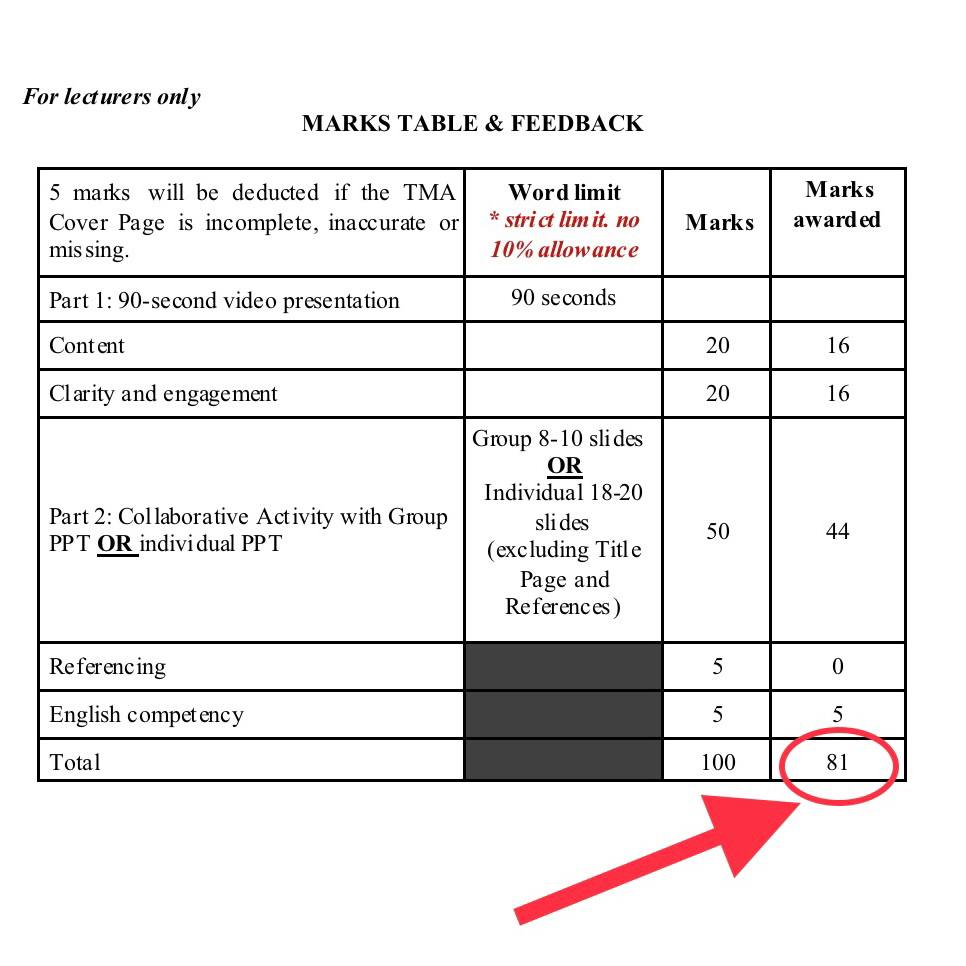 For lecturers only
MARKS TABLE & FEEDBACK
5 marks will be deducted if the TMA
Cover Page is incomplete, inaccurate or
missing.
Word limit
* strict limit. no
10% allowance
Marks
Marks
awarded
Part 1: 90-second video presentation
90 seconds
Content
20
16
Clarity and engagement
20
16
Part 2: Collaborative Activity with Group
PPT OR individual PPT
Group 8-10 slides
OR
Individual 18-20
slides
(excluding Title
Page and
References)
50
44
Referencing
5
0
English competency
5
5
Total
100
81